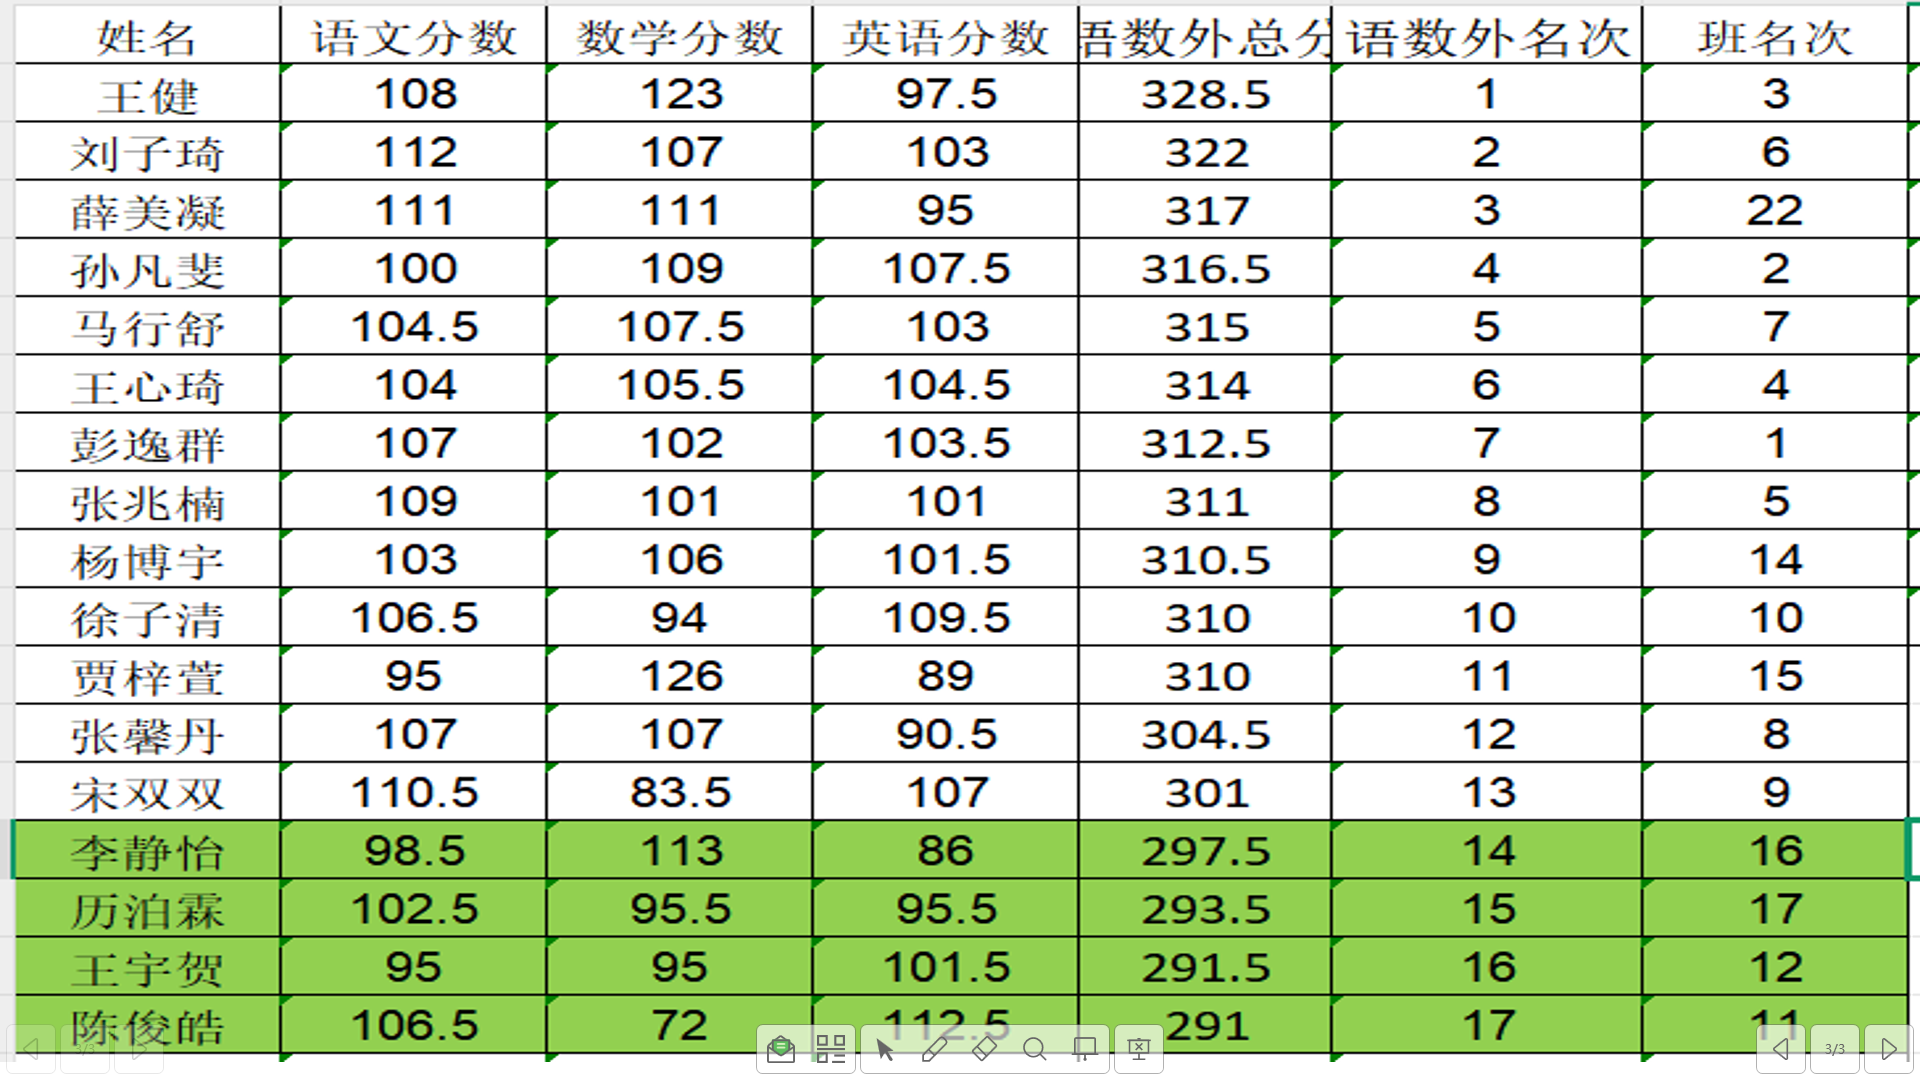 姓名 语文分数 数学分数 英语分数 语数外总分 语数外名次 班名次
王健 108 123 97.5 328.5 1 3
刘子琦 112 107 103 322 2 6
薛美凝 111 111 95 317 3 22
孙凡斐 100 109 107.5 316.5 4 2
马行舒 104.5 107.5 103 315 5 7
王心琦 104 105.5 104.5 314 6 4
彭逸群 107 102 103.5 312.5 7 1
张兆楠 109 101 101 311 8 5
杨博宇 103 106 101.5 310.5 9 14
徐子清 106.5 94 109.5 310 10 10
贾梓萱 95 126 89 310 11 15
张馨丹 107 107 90.5 304.5 12 8
宋双双 110.5 83.5 107 301 13 9
李静怡 98.5 113 86 297.5 14 16
历泊霖 102.5 95.5 95.5 293.5 15 17
王宇贺 95 95 101.5 291.5 16 12
陈俊皓 106.5 72 112.5 291 17 11
3/3 3/3